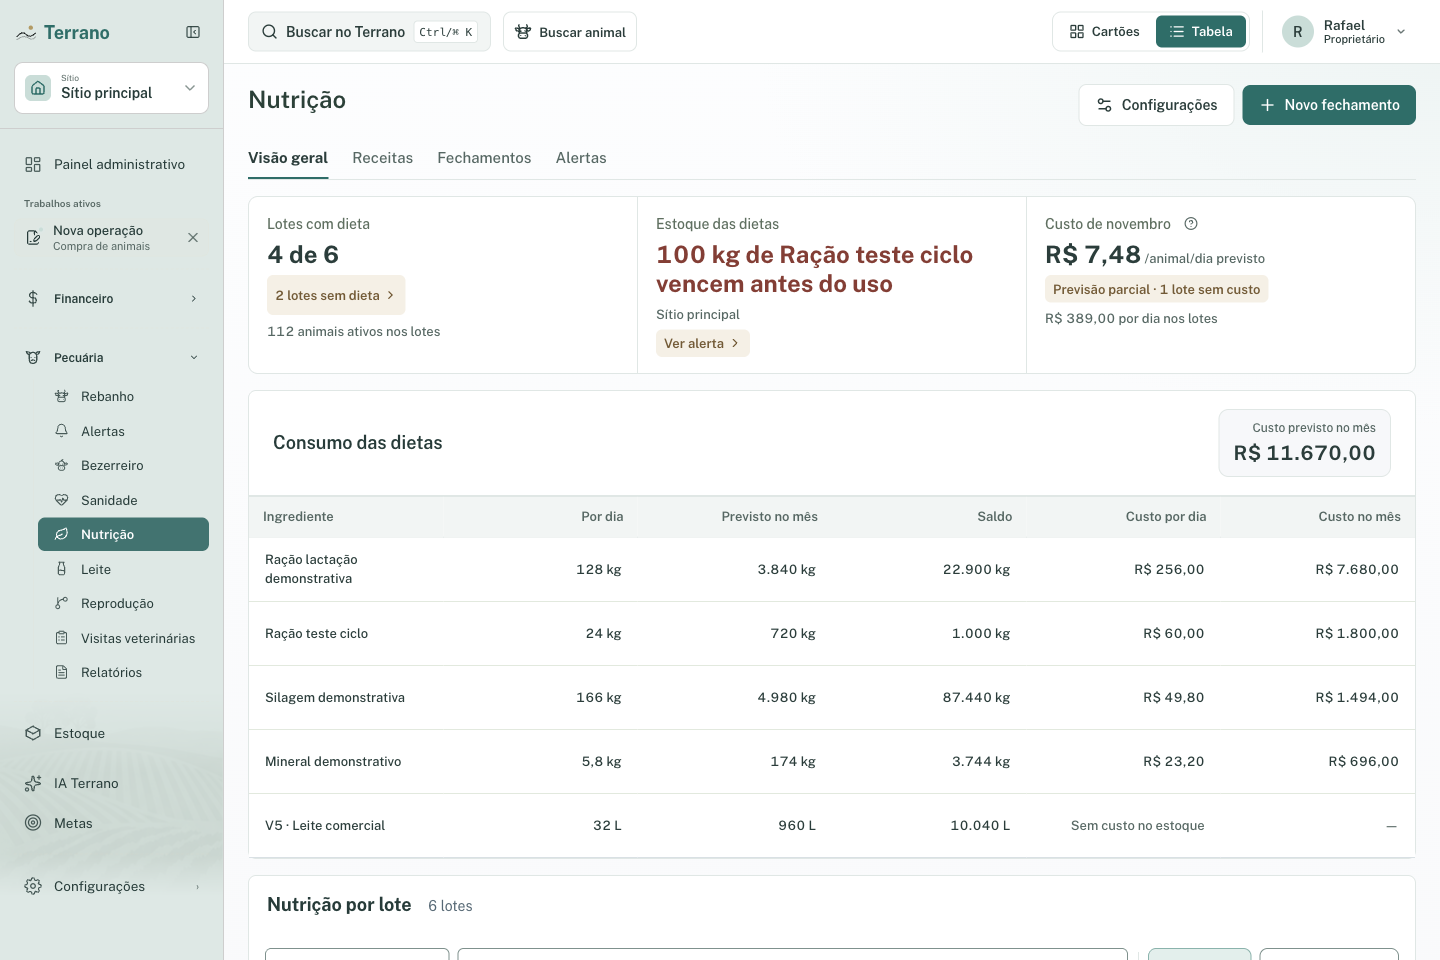 Terrano
Buscar no Terrano
Ctrl/⌘ K
Buscar animal
Cartões
Tabela
R
Rafael
Proprietário
Sítio
Sítio principal
Painel administrativo
Trabalhos ativos
Nova operação
Compra de animais
Financeiro
Pecuária
Rebanho
Alertas
Bezerreiro
Sanidade
Nutrição
Leite
Reprodução
Visitas veterinárias
Relatórios
Estoque
IA Terrano
Metas
Configurações
Nutrição
Configurações
Novo fechamento
Visão geral
Receitas
Fechamentos
Alertas
Lotes com dieta
4 de 6
2 lotes sem dieta
112 animais ativos nos lotes
Estoque das dietas
100 kg de Ração teste ciclo
vencem antes do uso
Sítio principal
Ver alerta
Custo de novembro
R$ 7,48 /animal/dia previsto
Previsão parcial · 1 lote sem custo
R$ 389,00 por dia nos lotes
Consumo das dietas
Custo previsto no mês
R$ 11.670,00
Ingrediente Por dia Previsto no mês Saldo Custo por dia Custo no mês
Ração lactação
demonstrativa
128 kg 3.840 kg 22.900 kg R$ 256,00 R$ 7.680,00
Ração teste ciclo 24 kg 720 kg 1.000 kg R$ 60,00 R$ 1.800,00
Silagem demonstrativa 166 kg 4.980 kg 87.440 kg R$ 49,80 R$ 1.494,00
Mineral demonstrativo 5,8 kg 174 kg 3.744 kg R$ 23,20 R$ 696,00
V5 · Leite comercial 32 L 960 L 10.040 L Sem custo no estoque —
Nutrição por lote 6 lotes